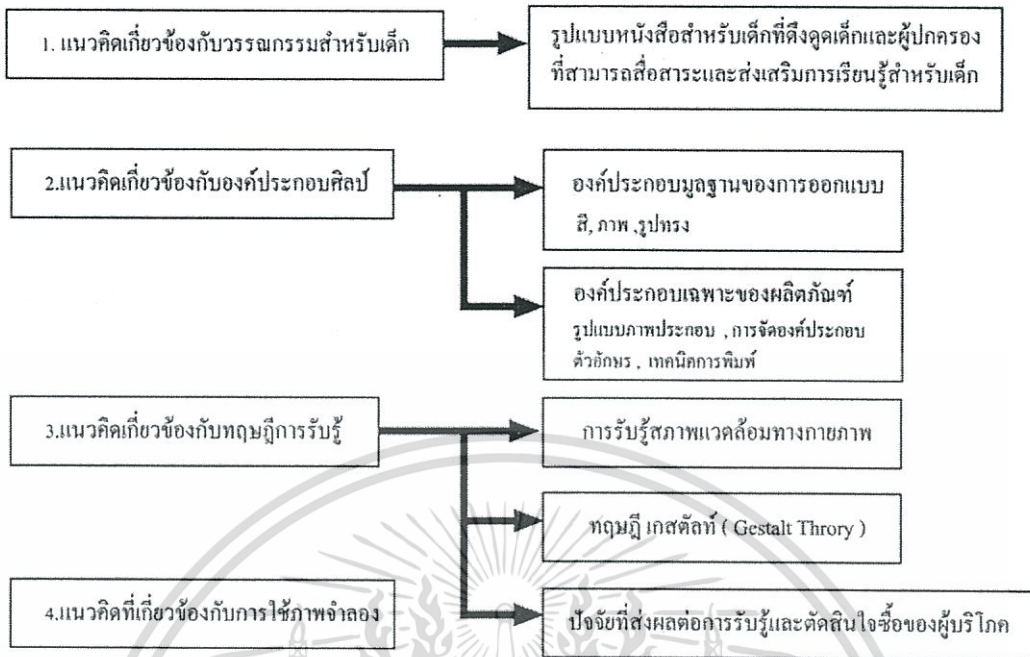 1. แนวคิดเกี่ยวข้องกับวรรณกรรมสำหรับเด็ก
รูปแบบหนังสือสำหรับเด็กที่ดึงดูดเด็กและผู้ปกครอง
ที่สามารถสื่อสาระและส่งเสริมการเรียนรู้สำหรับเด็ก
2.แนวคิดเกี่ยวข้องกับองค์ประกอบศิลป์
องค์ประกอบมูลฐานของการออกแบบ
สี, ภาพ ,รูปทรง
องค์ประกอบเฉพาะของผลิตภัณฑ์
รูปแบบภาพประกอบ , การจัดองค์ประกอบ
ตัวอักษร , เทคนิคการพิมพ์
3.แนวคิดเกี่ยวข้องกับทฤษฎีการรับรู้
การรับรู้สภาพแวดล้อมทางกายภาพ
ทฤษฎี เกสตัลท์ ( Gestalt Throry )
4.แนวคิดที่เกี่ยวข้องกับการใช้ภาพจำลอง
ปัจจัยที่ส่งผลต่อการรับรู้และตัดสินใจซื้อของผู้บริโภค